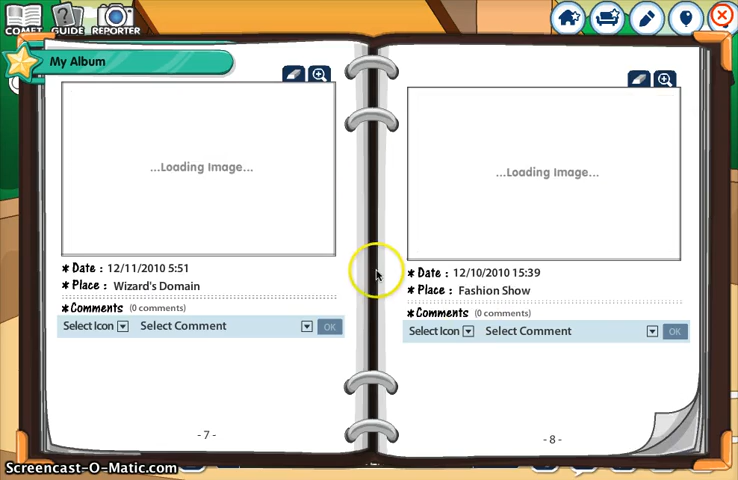 COMET GUIDE REPORTER
My Album
...Loading Image...
* Date : 12/11/2010 5:51
* Place : Wizard's Domain
* Comments (0 comments)
Select Icon Select Comment OK
- 7 -
...Loading Image...
* Date : 12/10/2010 15:39
* Place : Fashion Show
* Comments (0 comments)
Select Icon Select Comment OK
- 8 -
Screencast-O-Matic.com